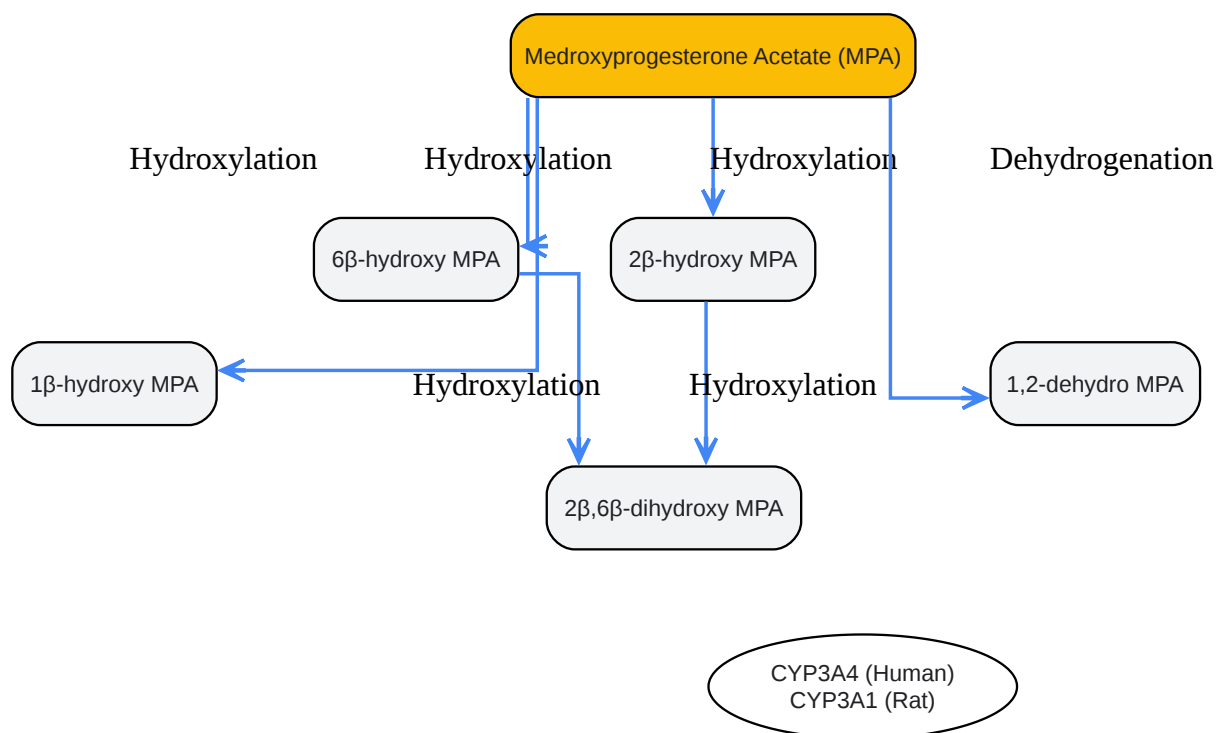 Medroxyprogesterone Acetate (MPA)
Hydroxylation
Hydroxylation
Hydroxylation
Dehydrogenation
6β-hydroxy MPA
2β-hydroxy MPA
1β-hydroxy MPA
Hydroxylation
Hydroxylation
1,2-dehydro MPA
2β,6β-dihydroxy MPA
CYP3A4 (Human)
CYP3A1 (Rat)